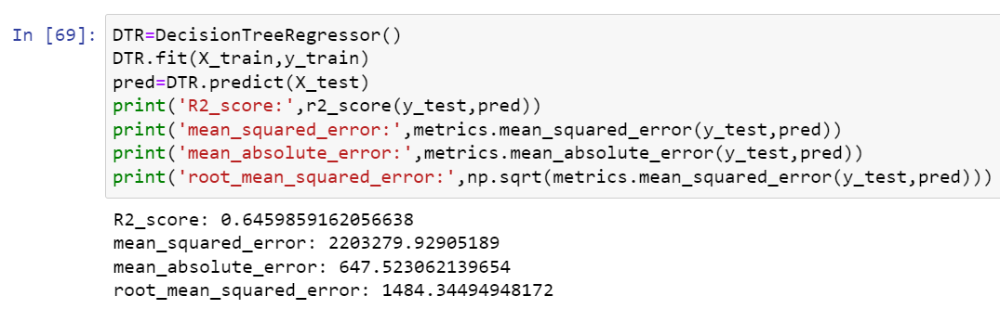 In [69]: DTR=DecisionTreeRegressor()
DTR.fit(X_train,y_train)
pred=DTR.predict(X_test)
print('R2_score:',r2_score(y_test,pred))
print('mean_squared_error:',metrics.mean_squared_error(y_test,pred))
print('mean_absolute_error:',metrics.mean_absolute_error(y_test,pred))
print('root_mean_squared_error:',np.sqrt(metrics.mean_squared_error(y_test,pred)))
R2_score: 0.6459859162056638
mean_squared_error: 2203279.92905189
mean_absolute_error: 647.523062139654
root_mean_squared_error: 1484.34494948172